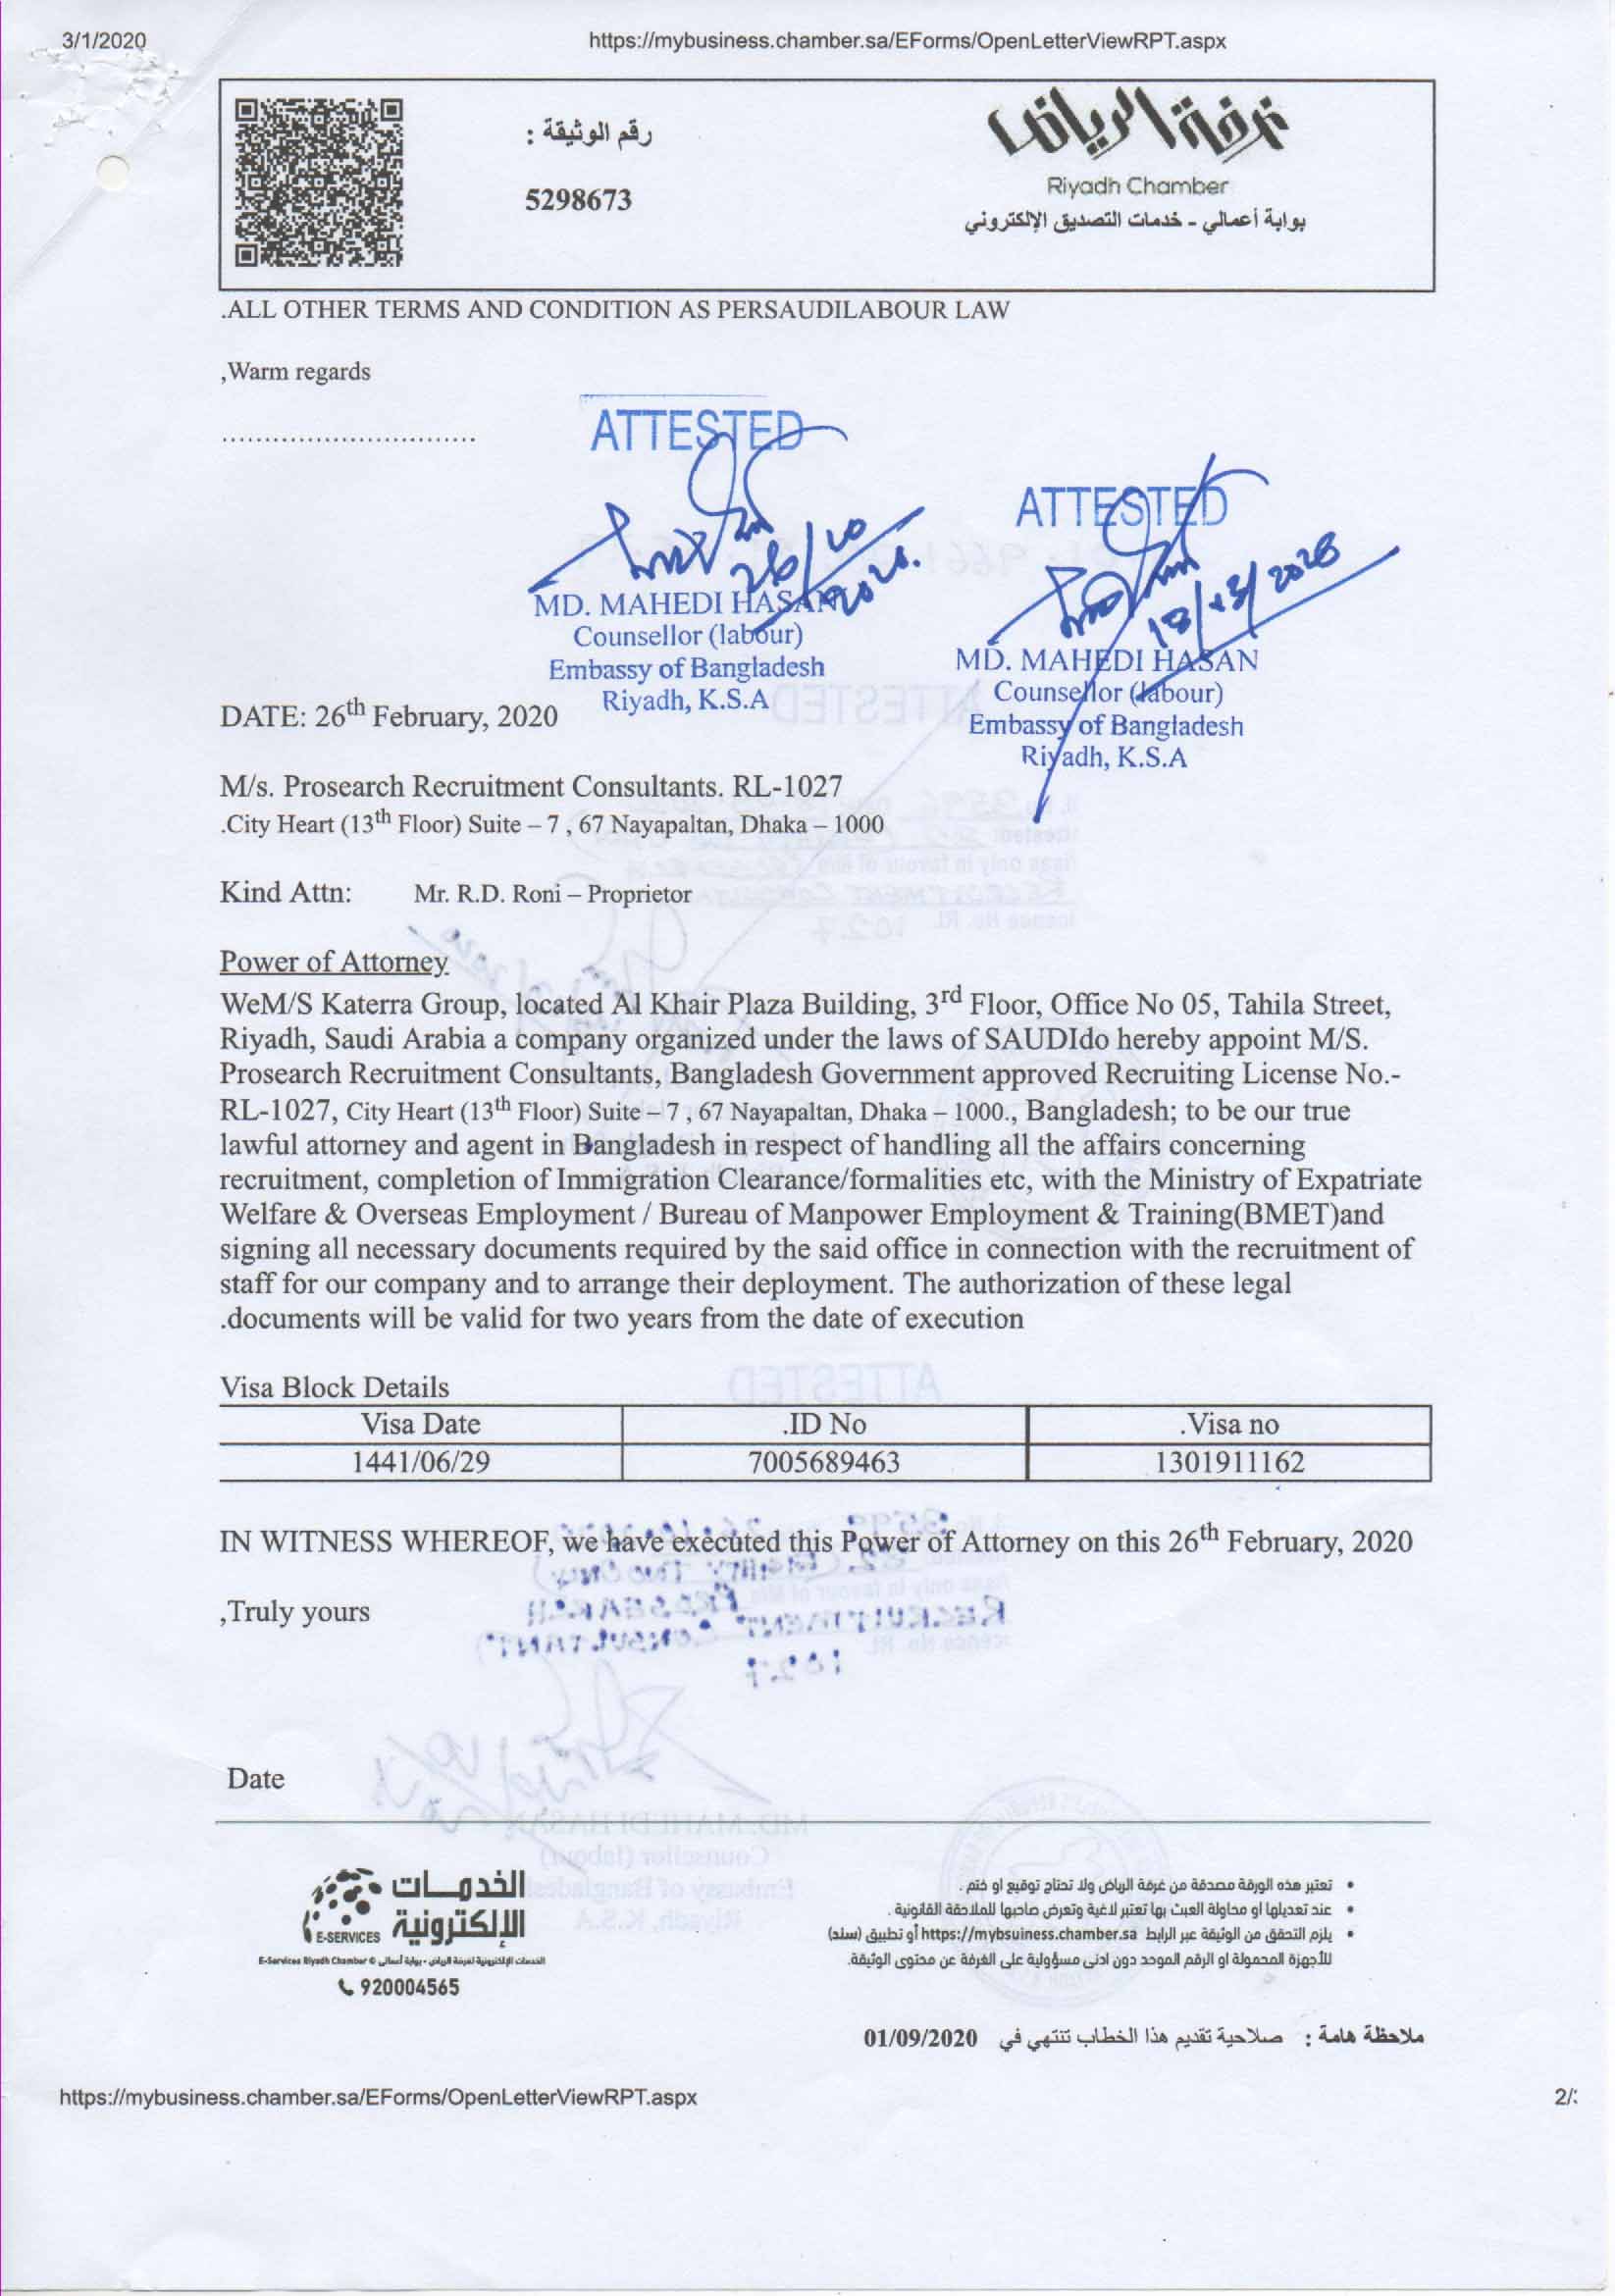 3/1/2020
https://mybusiness.chamber.sa/EForms/OpenLetterViewRPT.aspx
غرفة الرياض
Riyadh Chamber
بوابة أعمالي - خدمات التصديق الإلكتروني
رقم الوثيقة :
5298673
.ALL OTHER TERMS AND CONDITION AS PERSAUDILABOUR LAW
,Warm regards
..............................
ATTESTED
26/10
2020.
MD. MAHEDI HASAN
Counsellor (labour)
Embassy of Bangladesh
Riyadh, K.S.A
ATTESTED
MD. MAHEDI HASAN
Counsellor (labour)
Embassy of Bangladesh
Riyadh, K.S.A
DATE: 26th February, 2020
M/s. Prosearch Recruitment Consultants. RL-1027
.City Heart (13th Floor) Suite – 7 , 67 Nayapaltan, Dhaka – 1000
Kind Attn: Mr. R.D. Roni – Proprietor
Power of Attorney
WeM/S Katerra Group, located Al Khair Plaza Building, 3rd Floor, Office No 05, Tahila Street,
Riyadh, Saudi Arabia a company organized under the laws of SAUDIdo hereby appoint M/S.
Prosearch Recruitment Consultants, Bangladesh Government approved Recruiting License No.-
RL-1027, City Heart (13th Floor) Suite – 7 , 67 Nayapaltan, Dhaka – 1000., Bangladesh; to be our true
lawful attorney and agent in Bangladesh in respect of handling all the affairs concerning
recruitment, completion of Immigration Clearance/formalities etc, with the Ministry of Expatriate
Welfare & Overseas Employment / Bureau of Manpower Employment & Training(BMET)and
signing all necessary documents required by the said office in connection with the recruitment of
staff for our company and to arrange their deployment. The authorization of these legal
.documents will be valid for two years from the date of execution
Visa Block Details
Visa Date .ID No .Visa no
1441/06/29 7005689463 1301911162
IN WITNESS WHEREOF, we have executed this Power of Attorney on this 26th February, 2020
,Truly yours
Date
الخدمات
الإلكترونية
E-SERVICES
E-Services Riyadh Chamber © الخدمات الإلكترونية لغرفة الرياض - بوابة أعمالي
920004565
• تعتبر هذه الورقة مصدقة من غرفة الرياض ولا تحتاج توقيع او ختم .
• عند تعديلها او محاولة العبث بها تعتبر لاغية وتعرض صاحبها للملاحقة القانونية .
• يلزم التحقق من الوثيقة عبر الرابط https://mybsuiness.chamber.sa أو تطبيق (سند)
للأجهزة المحمولة او الرقم الموحد دون ادنى مسؤولية على الغرفة عن محتوى الوثيقة.
ملاحظة هامة : صلاحية تقديم هذا الخطاب تنتهي في 01/09/2020
https://mybusiness.chamber.sa/EForms/OpenLetterViewRPT.aspx
2/: